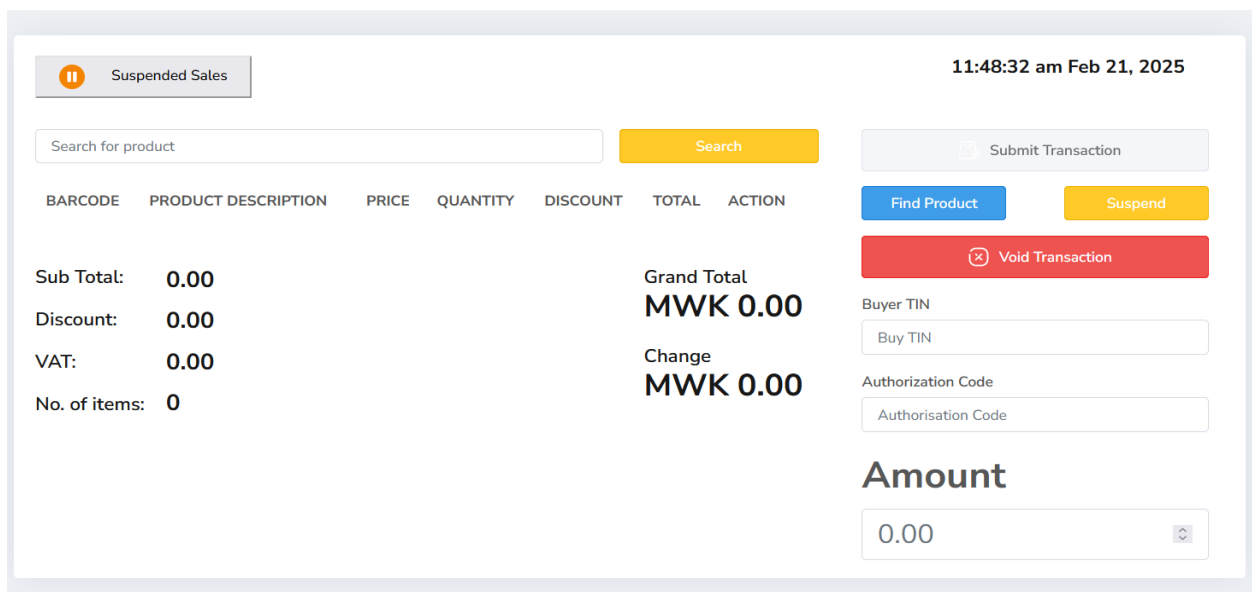 Suspended Sales
11:48:32 am Feb 21, 2025
Search for product
Search
Submit Transaction
BARCODE PRODUCT DESCRIPTION PRICE QUANTITY DISCOUNT TOTAL ACTION
Find Product
Suspend
Void Transaction
Sub Total: 0.00
Discount: 0.00
VAT: 0.00
No. of items: 0
Grand Total
MWK 0.00
Change
MWK 0.00
Buyer TIN
Buy TIN
Authorization Code
Authorisation Code
Amount
0.00